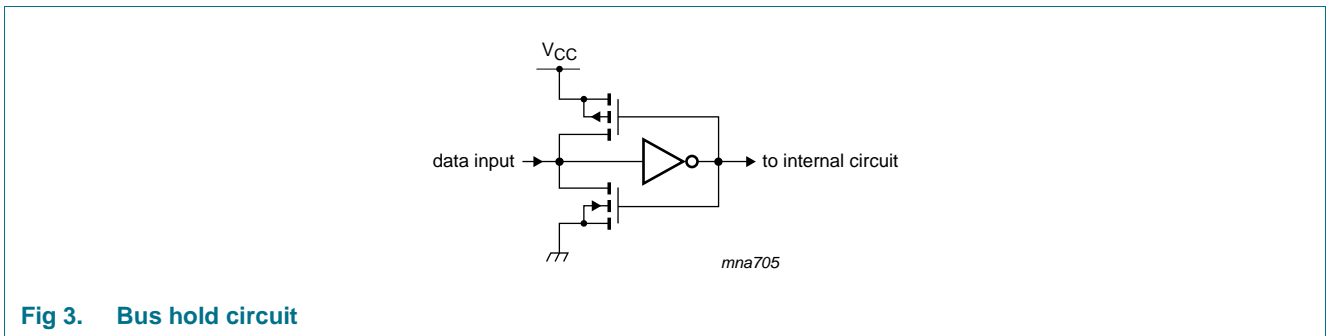 VCC
data input
to internal circuit
mna705
Fig 3. Bus hold circuit